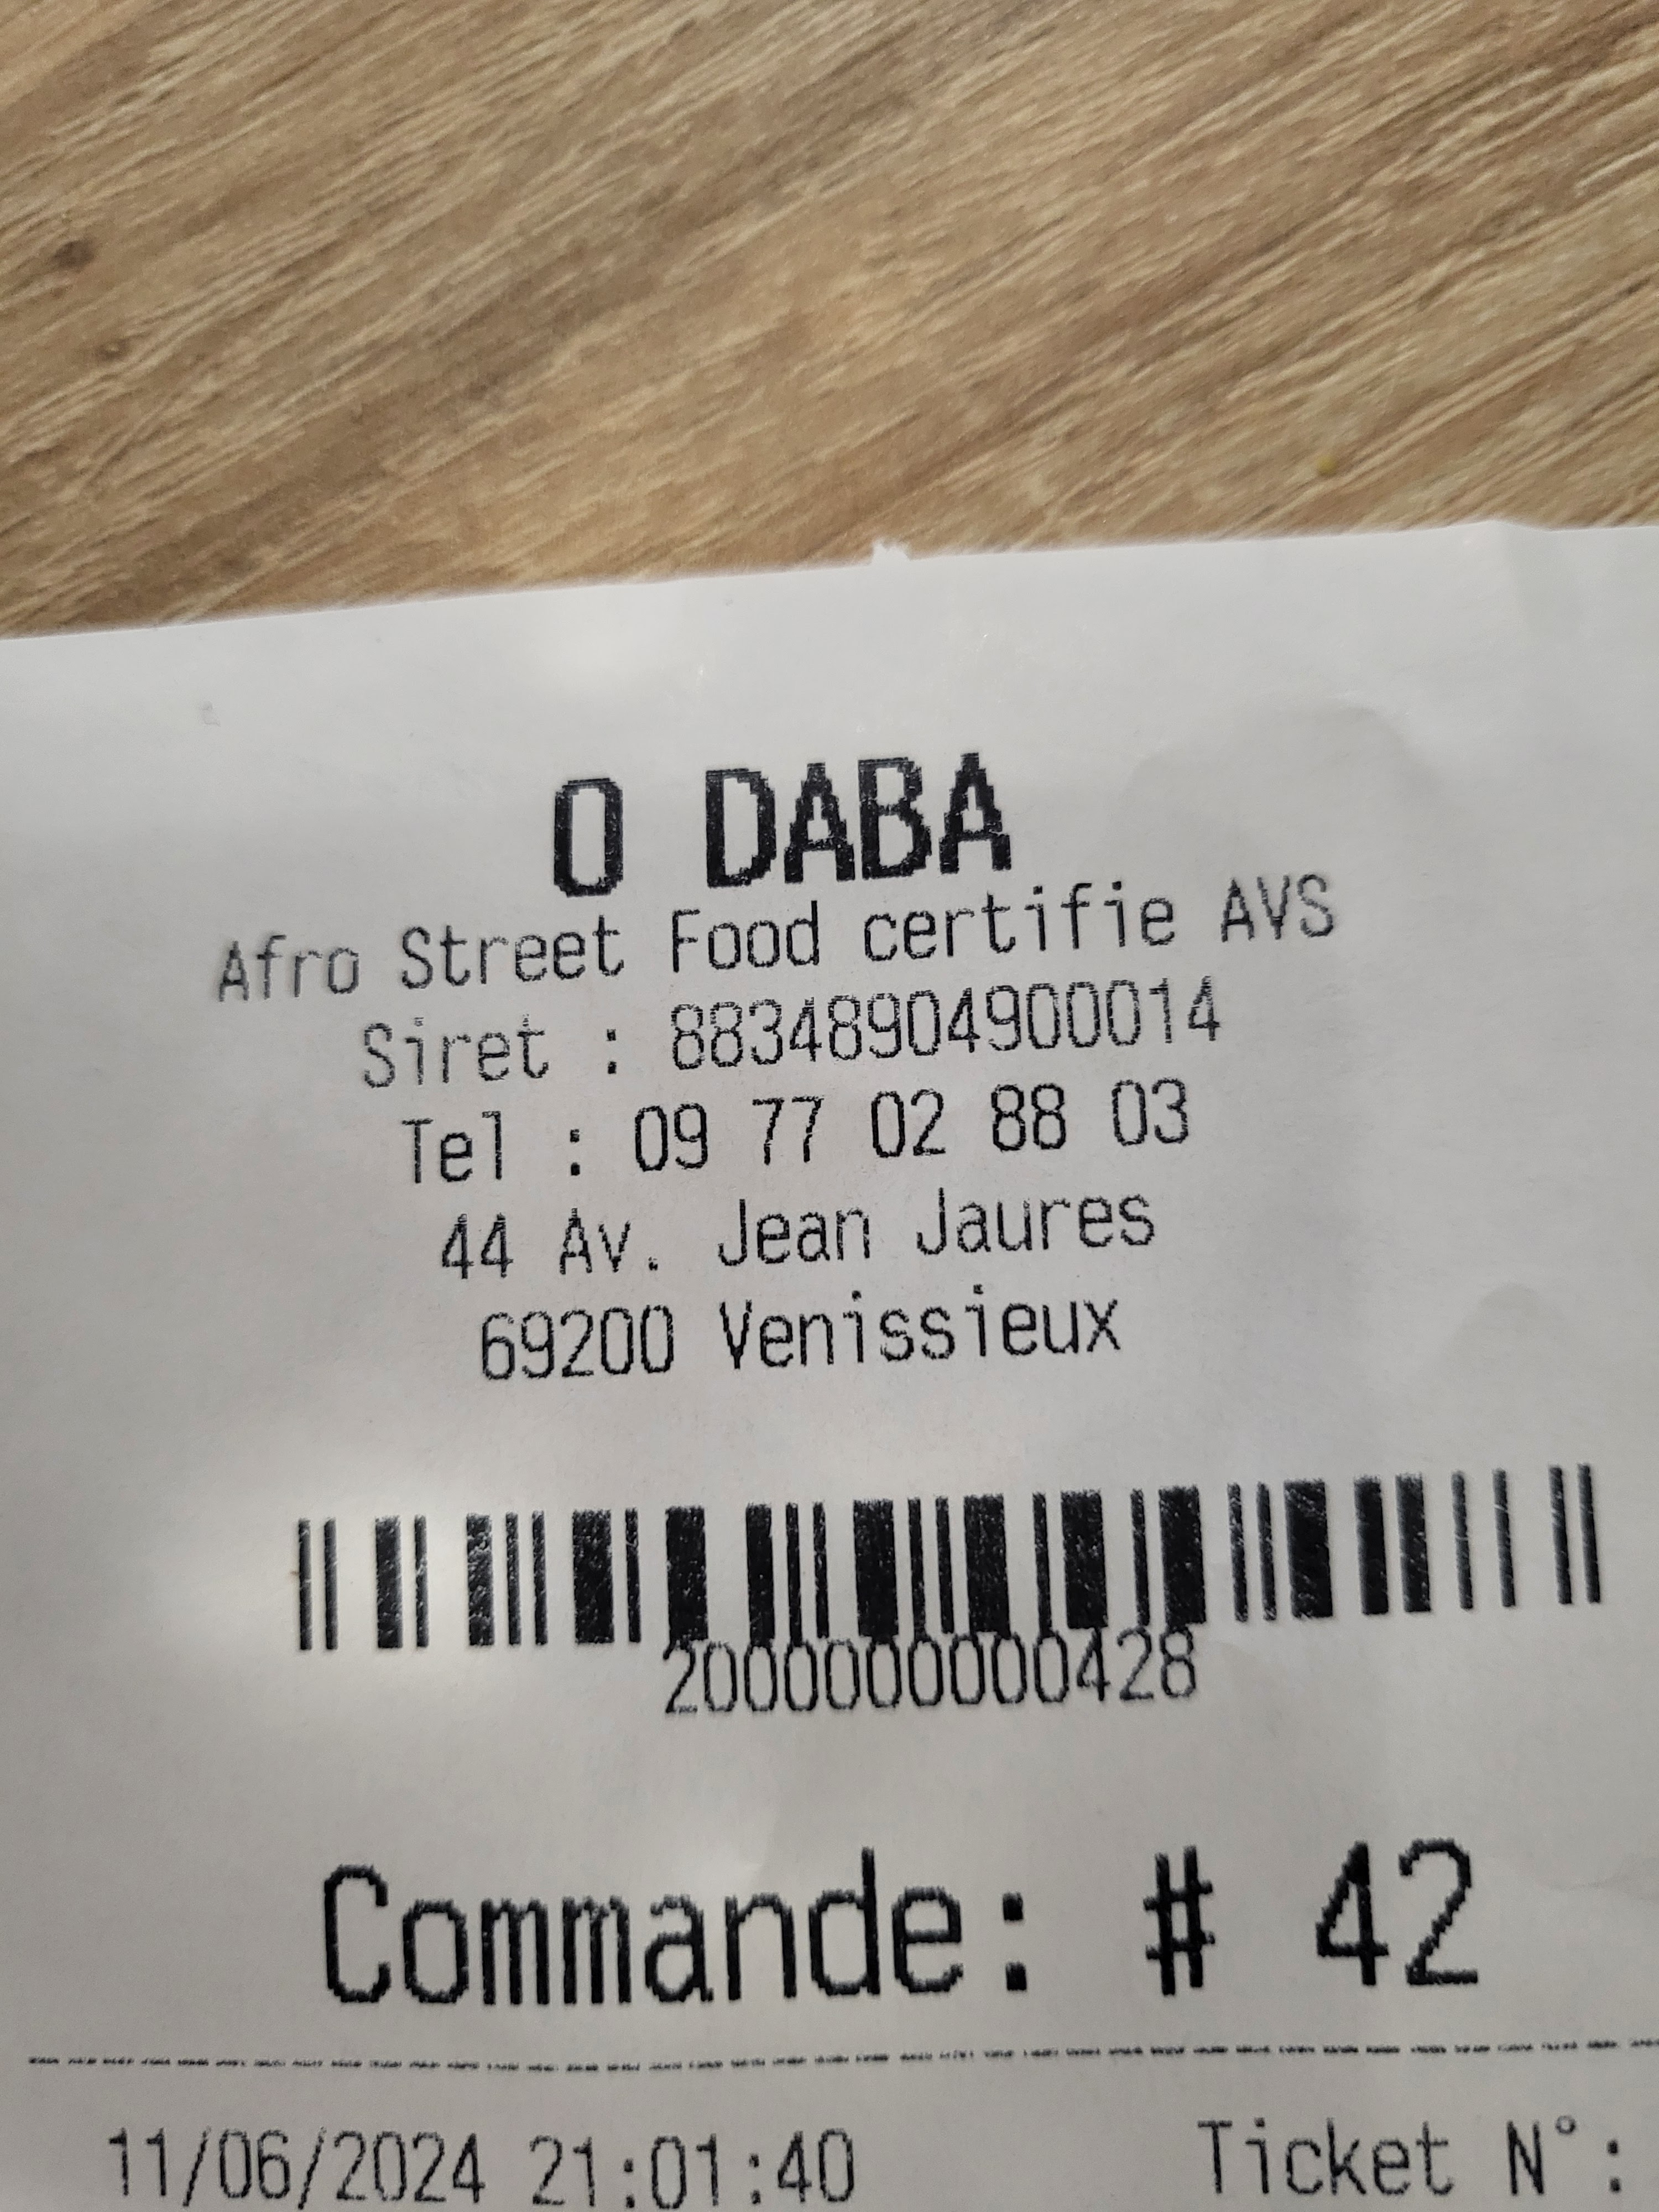 O DABA
Afro Street Food certifie AVS
Siret : 88348904900014
Tel : 09 77 02 88 03
44 Av. Jean Jaures
69200 Venissieux
2000000000428
Commande: # 42
11/06/2024 21:01:40 Ticket N°: